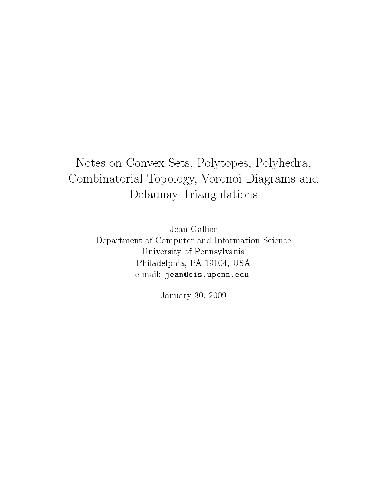 Notes on Convex Sets, Polytopes, Polyhedra,
Combinatorial Topology, Voronoi Diagrams and
Delaunay Triangulations
Jean Gallier
Department of Computer and Information Science
University of Pennsylvania
Philadelphia, PA 19104, USA
e-mail: jean@cis.upenn.edu
January 30, 2009